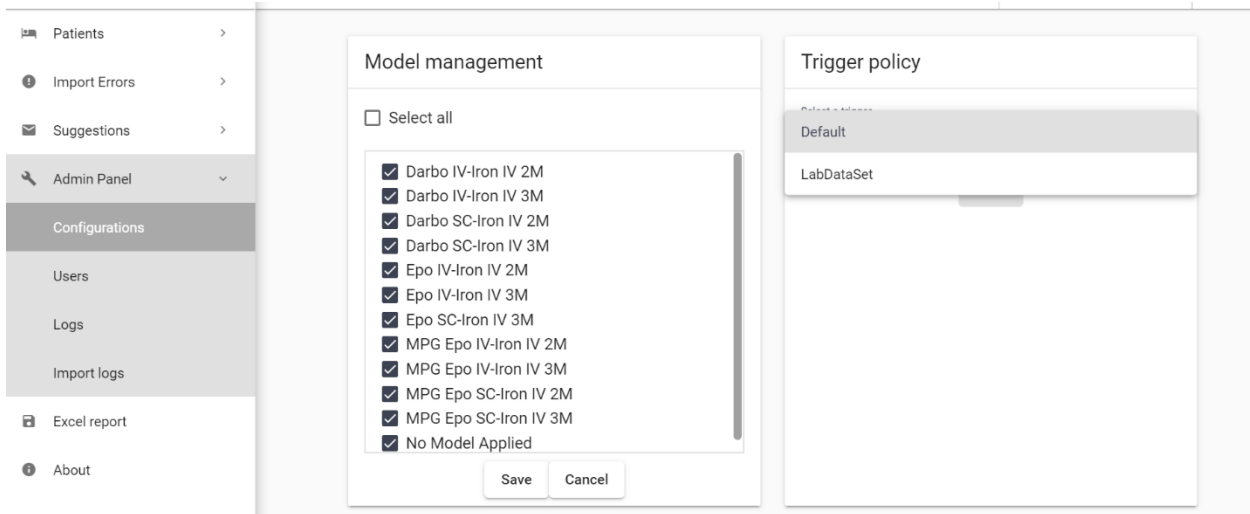 Patients
Import Errors
Suggestions
Admin Panel
Configurations
Users
Logs
Import logs
Excel report
About
Model management
Select all
Darbo IV-Iron IV 2M
Darbo IV-Iron IV 3M
Darbo SC-Iron IV 2M
Darbo SC-Iron IV 3M
Epo IV-Iron IV 2M
Epo IV-Iron IV 3M
Epo SC-Iron IV 3M
MPG Epo IV-Iron IV 2M
MPG Epo IV-Iron IV 3M
MPG Epo SC-Iron IV 2M
MPG Epo SC-Iron IV 3M
No Model Applied
Save Cancel
Trigger policy
Select a trigger
Default
LabDataSet